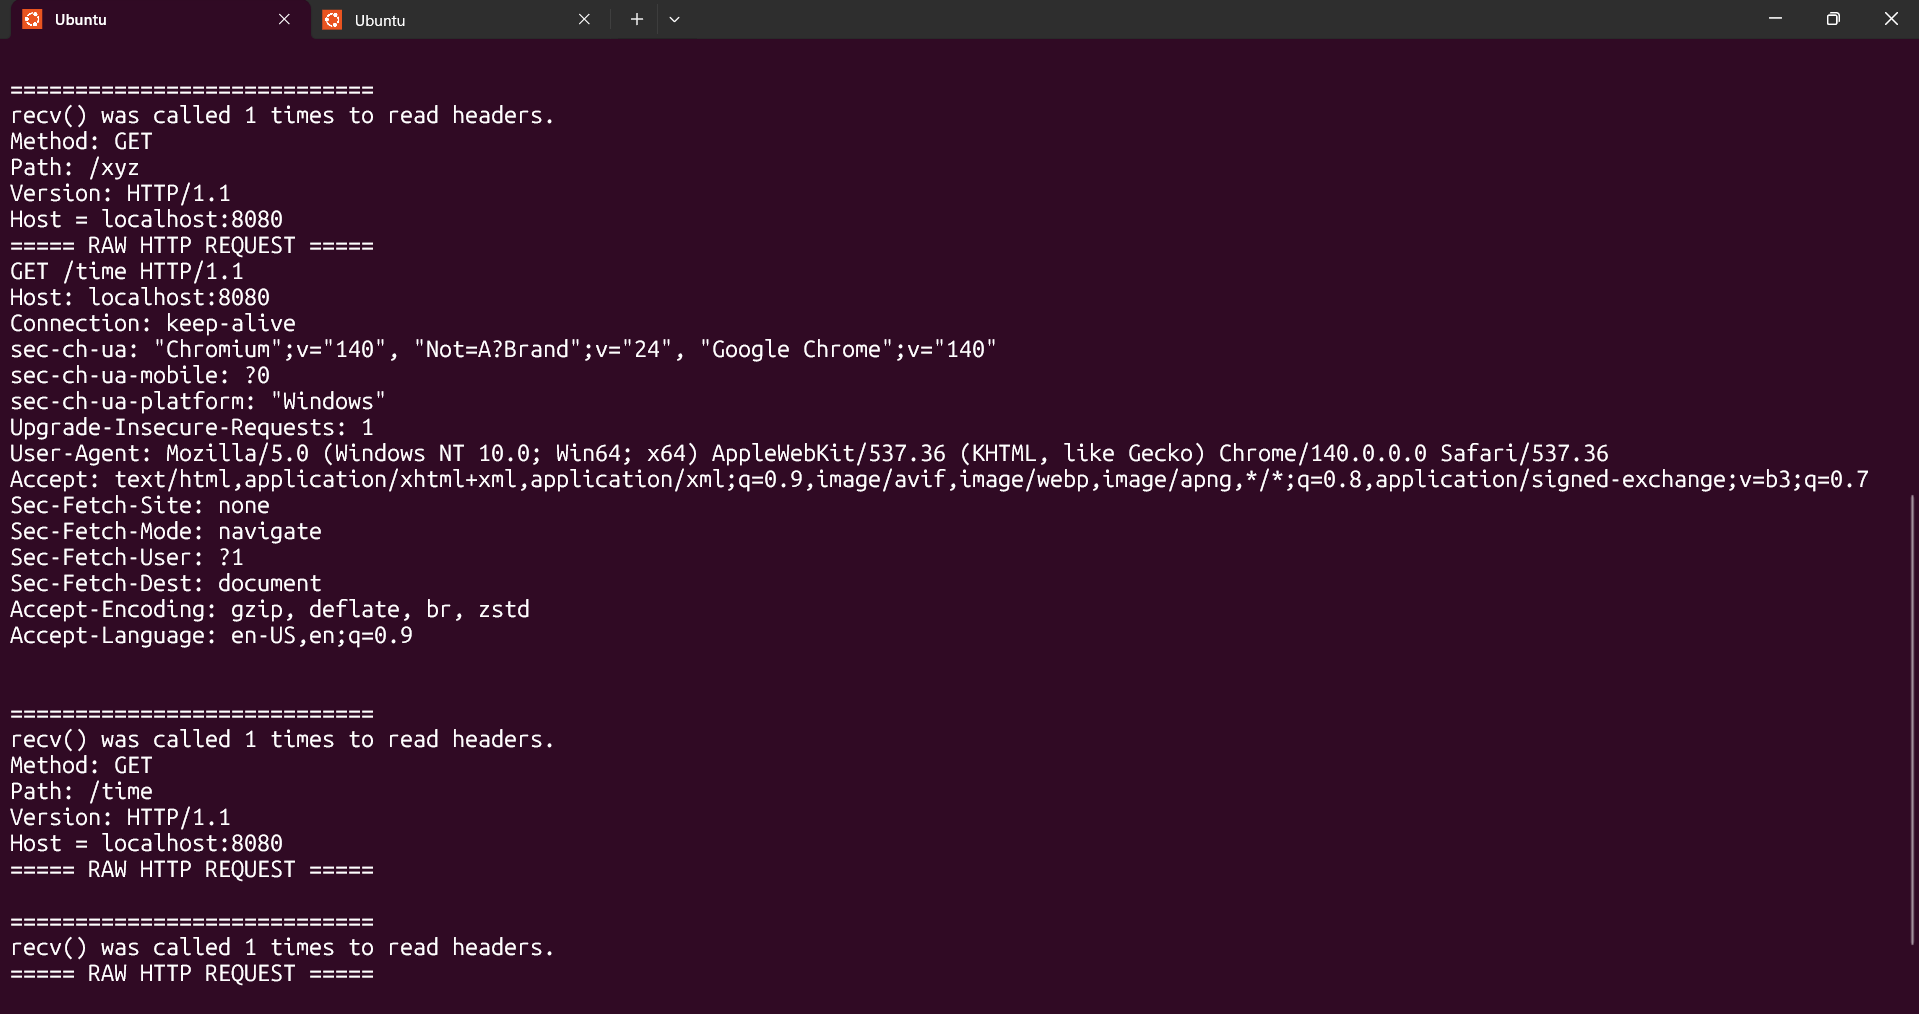 Ubuntu
Ubuntu
============================
recv() was called 1 times to read headers.
Method: GET
Path: /xyz
Version: HTTP/1.1
Host = localhost:8080
===== RAW HTTP REQUEST =====
GET /time HTTP/1.1
Host: localhost:8080
Connection: keep-alive
sec-ch-ua: "Chromium";v="140", "Not=A?Brand";v="24", "Google Chrome";v="140"
sec-ch-ua-mobile: ?0
sec-ch-ua-platform: "Windows"
Upgrade-Insecure-Requests: 1
User-Agent: Mozilla/5.0 (Windows NT 10.0; Win64; x64) AppleWebKit/537.36 (KHTML, like Gecko) Chrome/140.0.0.0 Safari/537.36
Accept: text/html,application/xhtml+xml,application/xml;q=0.9,image/avif,image/webp,image/apng,*/*;q=0.8,application/signed-exchange;v=b3;q=0.7
Sec-Fetch-Site: none
Sec-Fetch-Mode: navigate
Sec-Fetch-User: ?1
Sec-Fetch-Dest: document
Accept-Encoding: gzip, deflate, br, zstd
Accept-Language: en-US,en;q=0.9
============================
recv() was called 1 times to read headers.
Method: GET
Path: /time
Version: HTTP/1.1
Host = localhost:8080
===== RAW HTTP REQUEST =====
============================
recv() was called 1 times to read headers.
===== RAW HTTP REQUEST =====